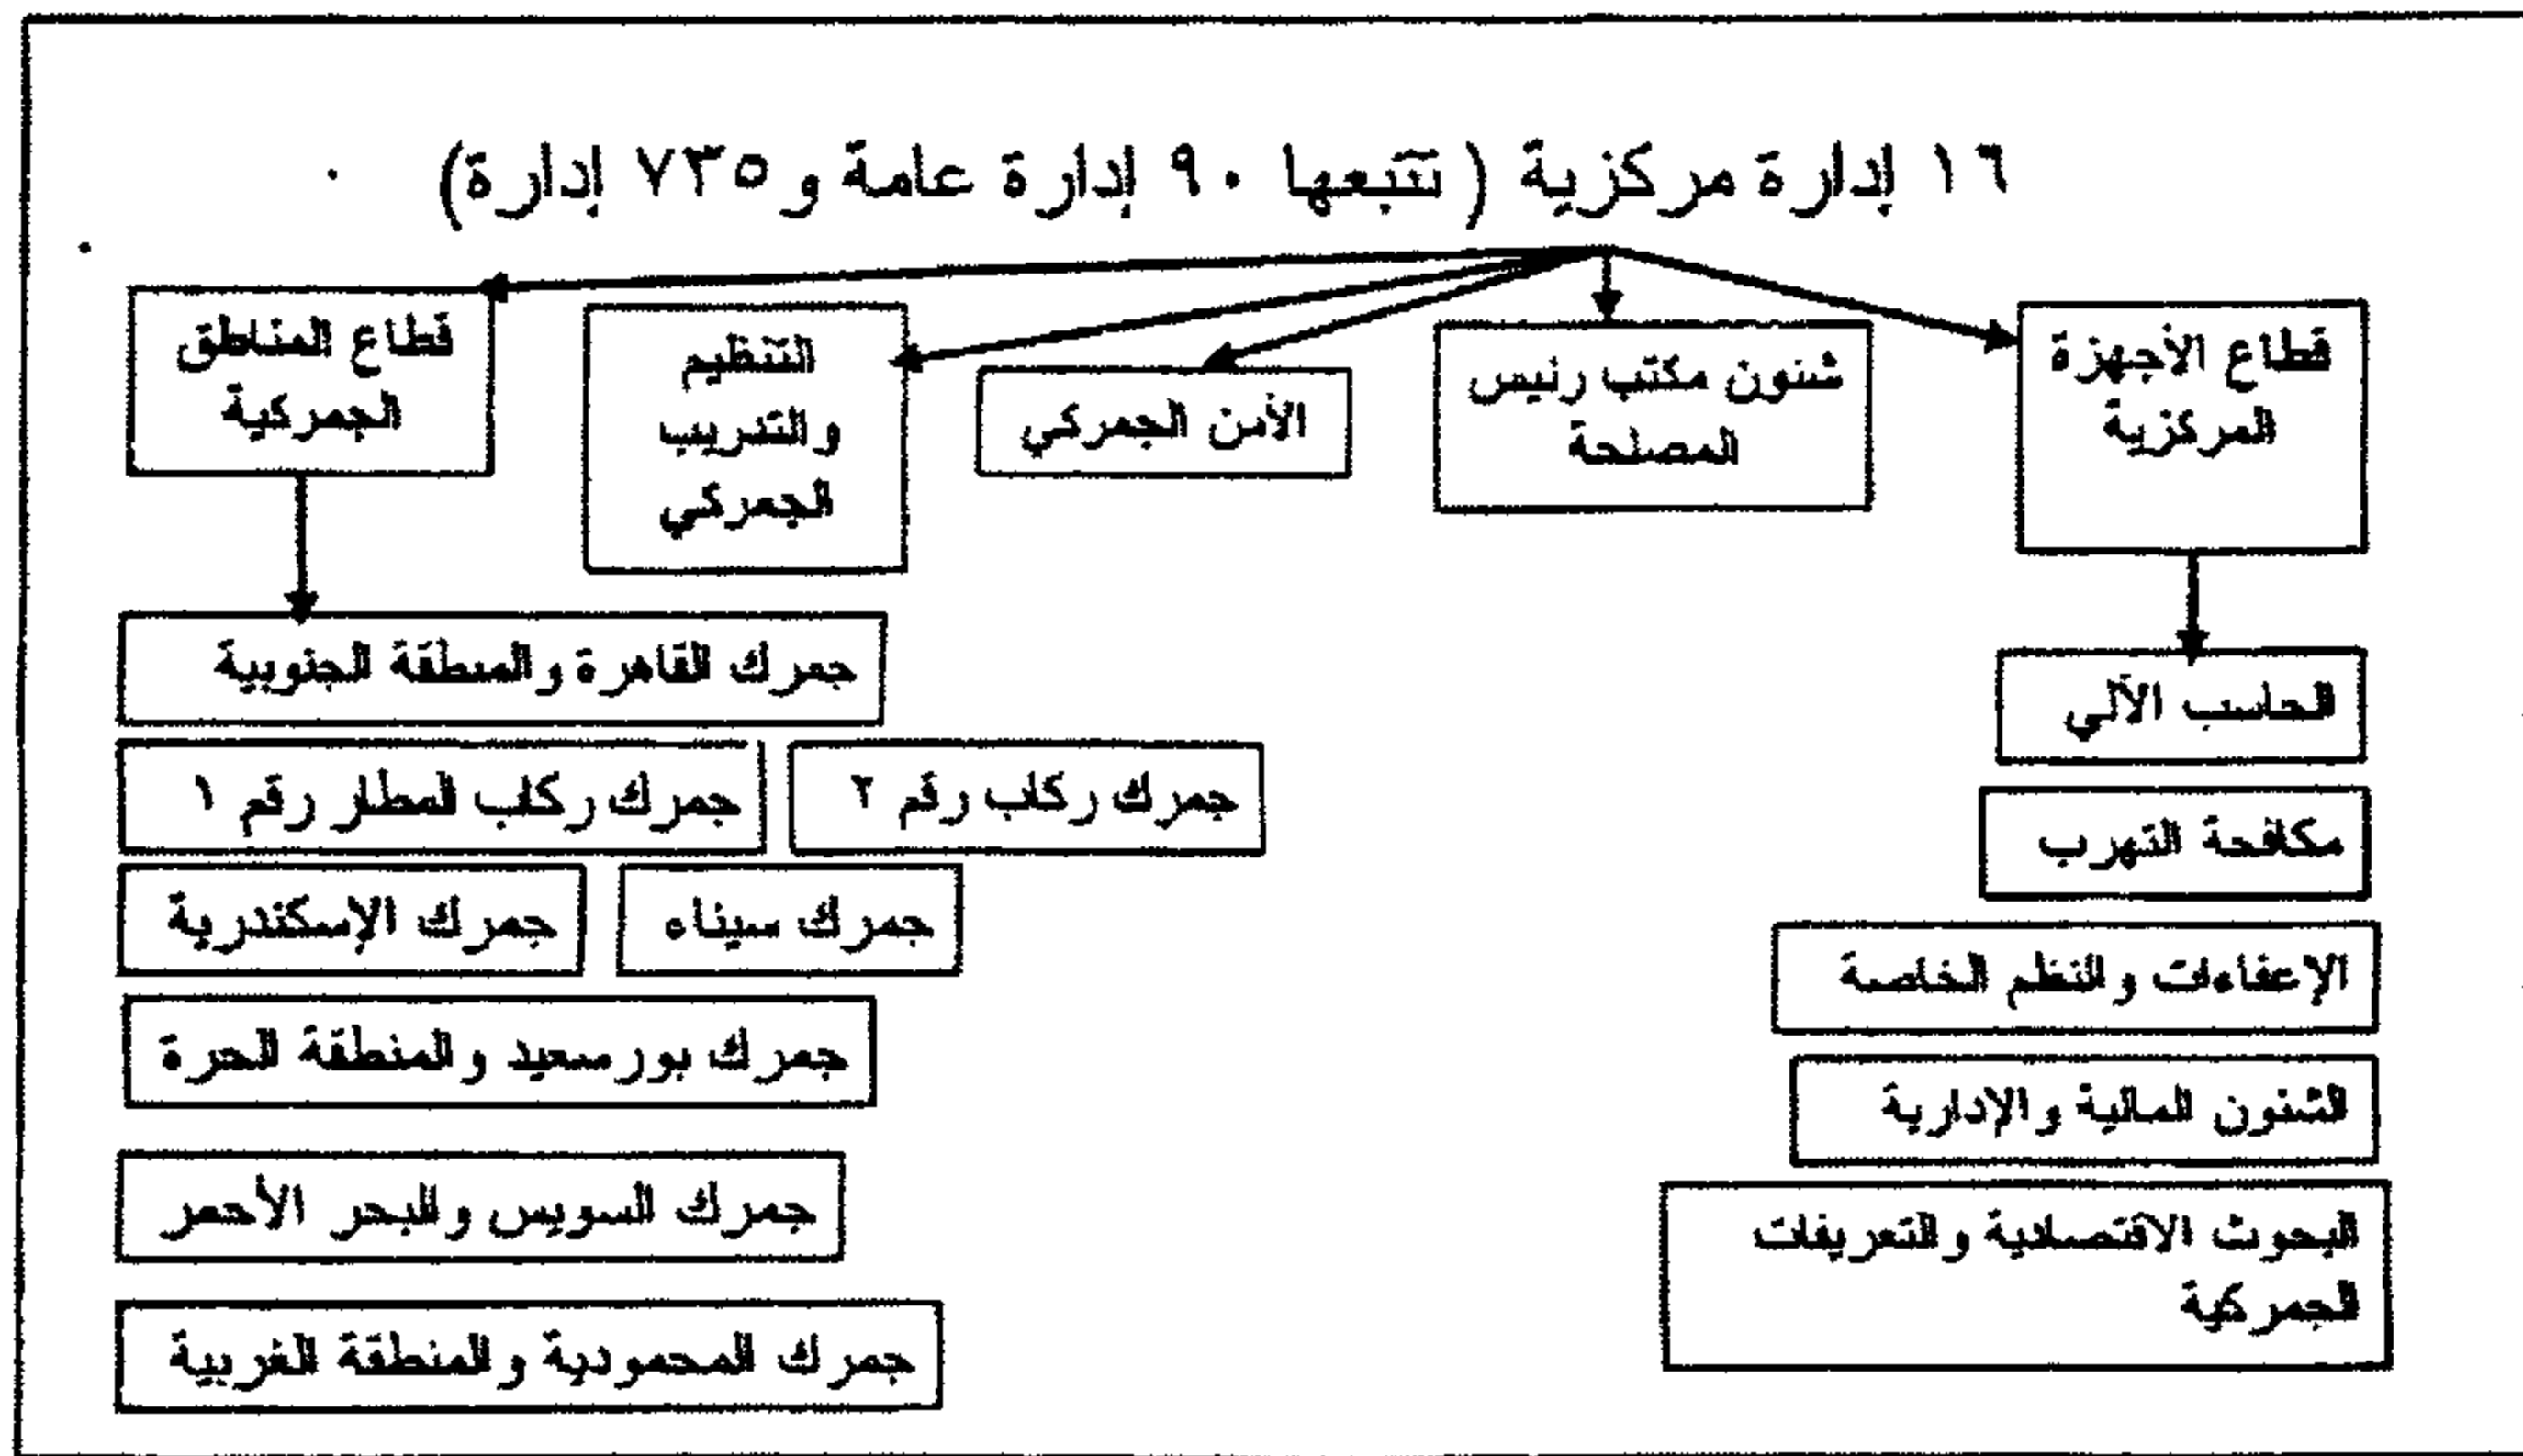 ١٦ إدارة مركزية ( تتبعها ٩٠ إدارة عامة و ٧٣٥ إدارة)
قطاع الأجهزة
المركزية
شئون مكتب رئيس
المصلحة
الأمن الجمركي
التنظيم
والتدريب
الجمركي
قطاع المناطق
الجمركية
الحاسب الآلي
مكافحة التهرب
الإعفاءات والنظم الخاصة
الشئون المالية والإدارية
البحوث الاقتصادية والتعريفات
الجمركية
جمرك القاهرة والمنطقة الجنوبية
جمرك ركاب رقم ٢
جمرك ركاب المطار رقم ١
جمرك سيناء
جمرك الإسكندرية
جمرك بورسعيد والمنطقة الحرة
جمرك السويس والبحر الأحمر
جمرك المحمودية والمنطقة الغربية